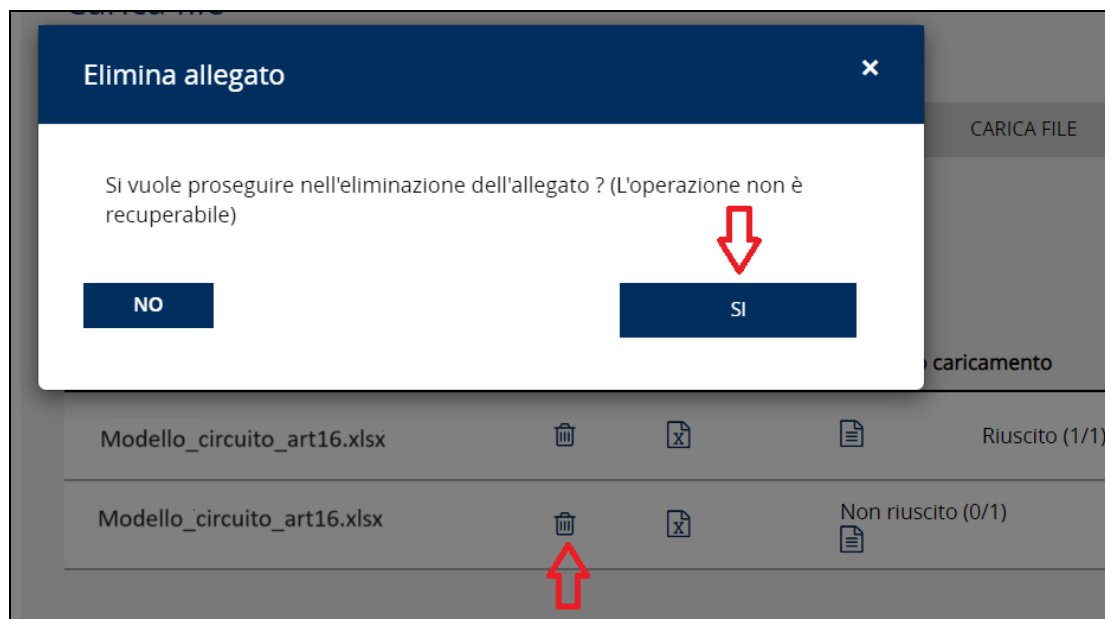 Elimina allegato
CARICA FILE
Si vuole proseguire nell'eliminazione dell'allegato ? (L'operazione non è
recuperabile)
NO
SI
caricamento
Modello_circuito_art16.xlsx
Riuscito (1/1)
Modello_circuito_art16.xlsx
Non riuscito (0/1)